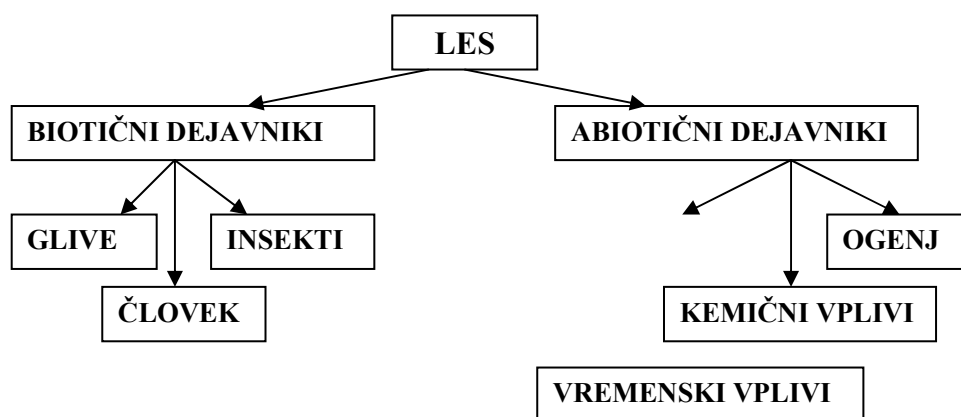 LES
BIOTIČNI DEJAVNIKI
ABIOTIČNI DEJAVNIKI
GLIVE
INSEKTI
OGENJ
ČLOVEK
KEMIČNI VPLIVI
VREMENSKI VPLIVI